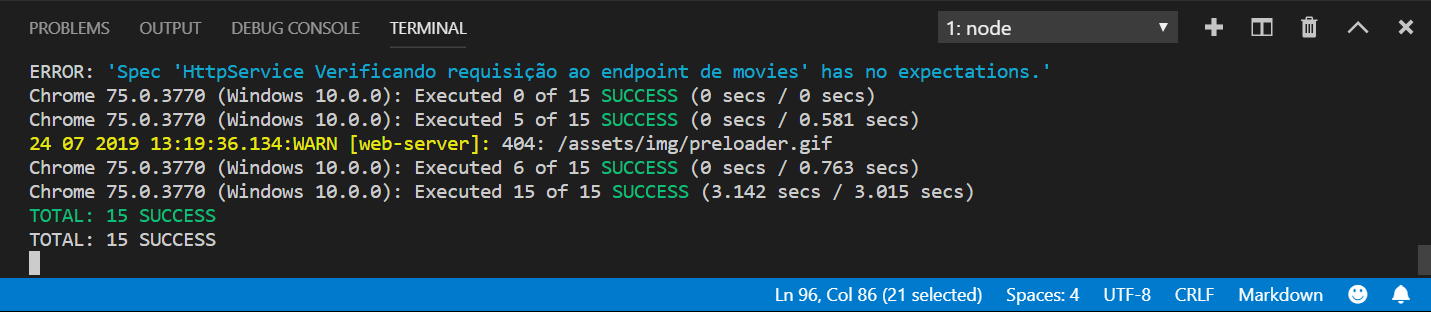 PROBLEMS OUTPUT DEBUG CONSOLE TERMINAL 1: node
ERROR: 'Spec 'HttpService Verificando requisição ao endpoint de movies' has no expectations.'
Chrome 75.0.3770 (Windows 10.0.0): Executed 0 of 15 SUCCESS (0 secs / 0 secs)
Chrome 75.0.3770 (Windows 10.0.0): Executed 5 of 15 SUCCESS (0 secs / 0.581 secs)
24 07 2019 13:19:36.134:WARN [web-server]: 404: /assets/img/preloader.gif
Chrome 75.0.3770 (Windows 10.0.0): Executed 6 of 15 SUCCESS (0 secs / 0.763 secs)
Chrome 75.0.3770 (Windows 10.0.0): Executed 15 of 15 SUCCESS (3.142 secs / 3.015 secs)
TOTAL: 15 SUCCESS
TOTAL: 15 SUCCESS
Ln 96, Col 86 (21 selected) Spaces: 4 UTF-8 CRLF Markdown